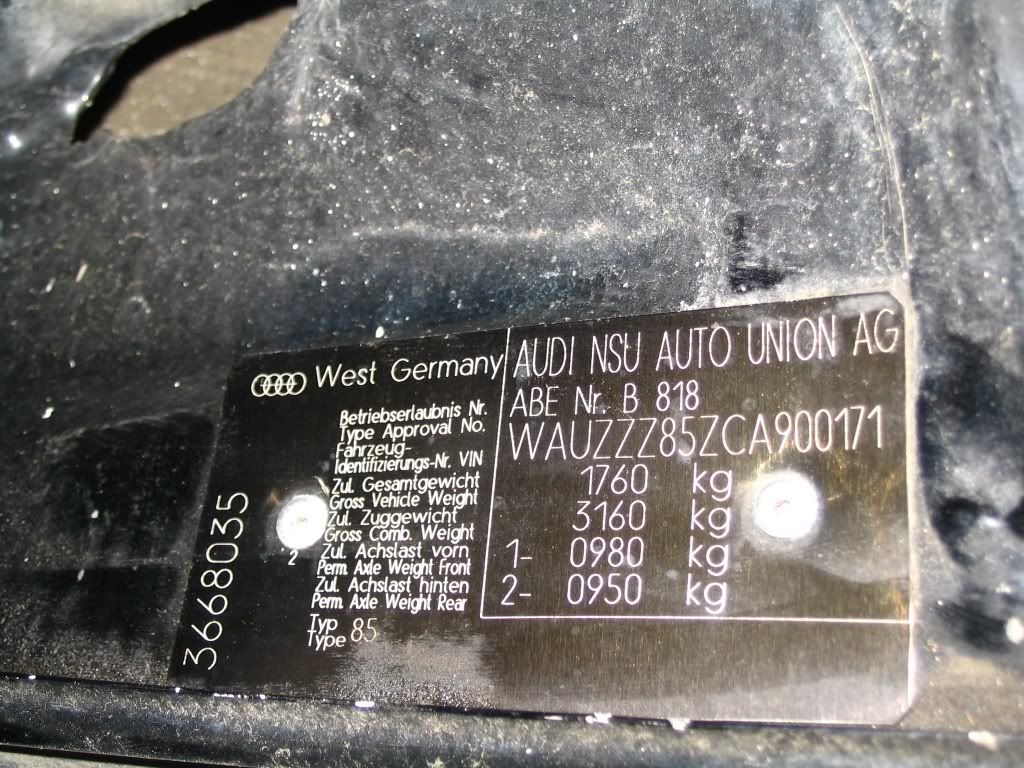 West Germany
AUDI NSU AUTO UNION AG
Betriebserlaubnis Nr.
Type Approval No.
ABE Nr. B 818
Fahrzeug-
Identifizierungs-Nr. VIN
WAUZZZ85ZCA900171
Zul. Gesamtgewicht
Gross Vehicle Weight
1760 kg
Zul. Zuggewicht
Gross Comb. Weight
3160 kg
Zul. Achslast vorn
Perm. Axle Weight Front
1- 0980 kg
Zul. Achslast hinten
Perm. Axle Weight Rear
2- 0950 kg
Typ
Type 85
2
3668035